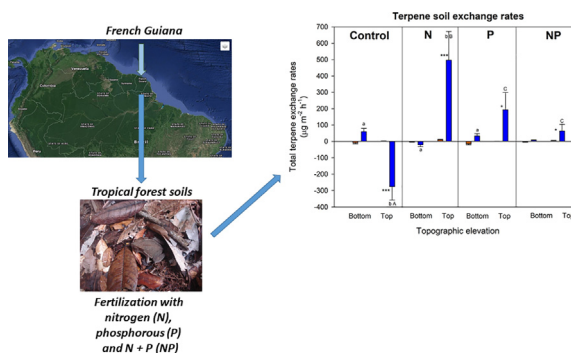 French Guiana
Tropical forest soils
Fertilization with
nitrogen (N),
phosphorous (P)
and N + P (NP)
Terpene soil exchange rates
Control
N
P
NP
Total terpene exchange rates
(µg m⁻² h⁻¹)
700
600
500
400
300
200
100
0
-100
-200
-300
-400
a
***
a
***
a
*
C
*
C
Bottom Top Bottom Top Bottom Top Bottom Top
Topographic elevation